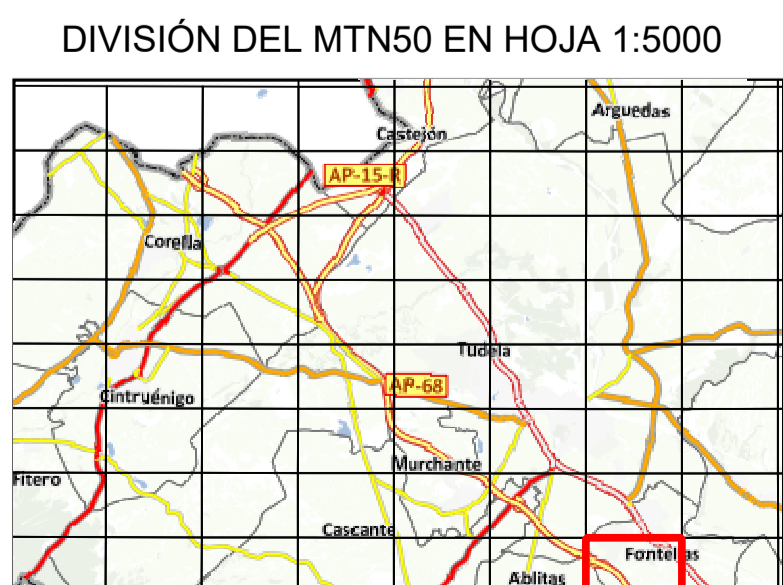 DIVISIÓN DEL MTN50 EN HOJA 1:5000
Arguedas
Castejón
AP-15-R
Corella
Tudela
AP-68
Cintruénigo
Murchante
Fitero
Cascante
Fontellas
Ablitas